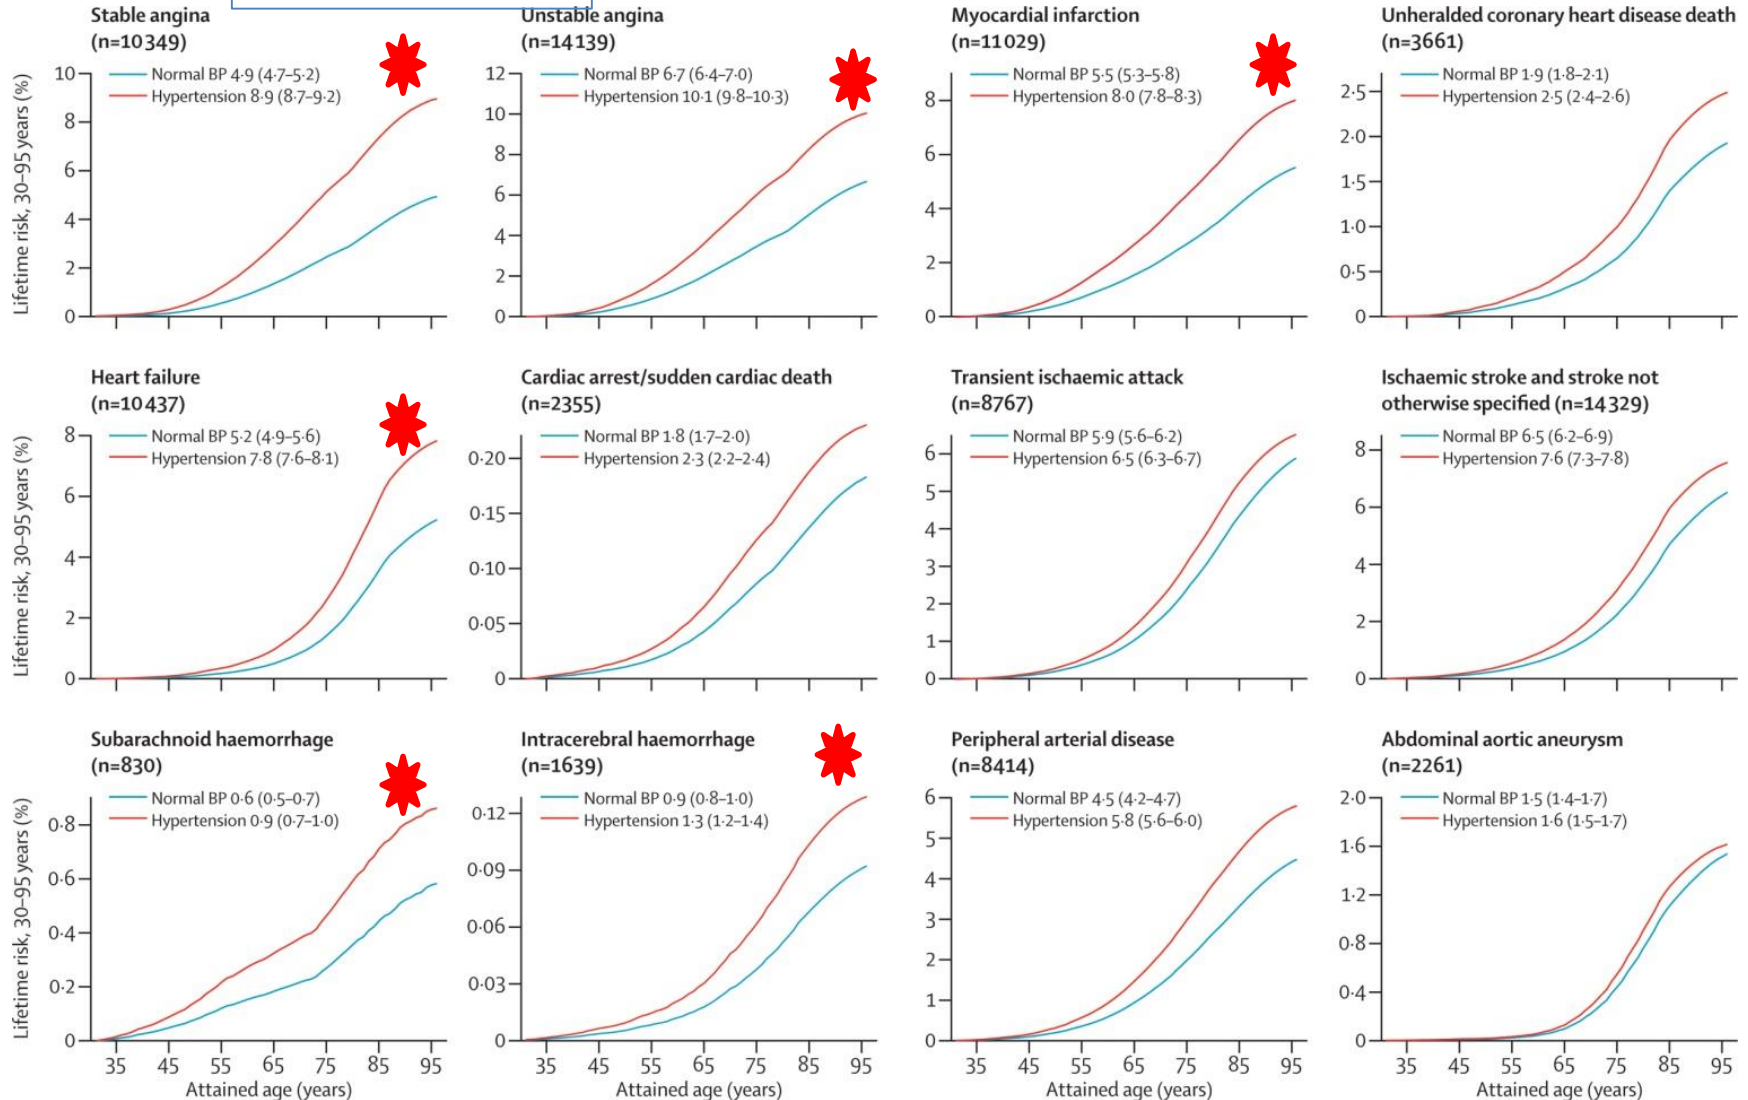 Stable angina
(n=10349)
Normal BP 4·9 (4·7–5·2)
Hypertension 8·9 (8·7–9·2)
Lifetime risk, 30–95 years (%)
10
8
6
4
2
0
Unstable angina
(n=14139)
Normal BP 6·7 (6·4–7·0)
Hypertension 10·1 (9·8–10·3)
12
10
8
6
4
2
0
Myocardial infarction
(n=11029)
Normal BP 5·5 (5·3–5·8)
Hypertension 8·0 (7·8–8·3)
8
6
4
2
0
Unheralded coronary heart disease death
(n=3661)
Normal BP 1·9 (1·8–2·1)
Hypertension 2·5 (2·4–2·6)
2·5
2·0
1·5
1·0
0·5
0
Heart failure
(n=10437)
Normal BP 5·2 (4·9–5·6)
Hypertension 7·8 (7·6–8·1)
Lifetime risk, 30–95 years (%)
8
6
4
2
0
Cardiac arrest/sudden cardiac death
(n=2355)
Normal BP 1·8 (1·7–2·0)
Hypertension 2·3 (2·2–2·4)
0·20
0·15
0·10
0·05
0
Transient ischaemic attack
(n=8767)
Normal BP 5·9 (5·6–6·2)
Hypertension 6·5 (6·3–6·7)
6
5
4
3
2
1
0
Ischaemic stroke and stroke not
otherwise specified (n=14329)
Normal BP 6·5 (6·2–6·9)
Hypertension 7·6 (7·3–7·8)
8
6
4
2
0
Subarachnoid haemorrhage
(n=830)
Normal BP 0·6 (0·5–0·7)
Hypertension 0·9 (0·7–1·0)
Lifetime risk, 30–95 years (%)
0·8
0·6
0·4
0·2
0
35 45 55 65 75 85 95
Attained age (years)
Intracerebral haemorrhage
(n=1639)
Normal BP 0·9 (0·8–1·0)
Hypertension 1·3 (1·2–1·4)
0·12
0·09
0·06
0·03
0
35 45 55 65 75 85 95
Attained age (years)
Peripheral arterial disease
(n=8414)
Normal BP 4·5 (4·2–4·7)
Hypertension 5·8 (5·6–6·0)
6
5
4
3
2
1
0
35 45 55 65 75 85 95
Attained age (years)
Abdominal aortic aneurysm
(n=2261)
Normal BP 1·5 (1·4–1·7)
Hypertension 1·6 (1·5–1·7)
2·0
1·6
1·2
0·8
0·4
0
35 45 55 65 75 85 95
Attained age (years)